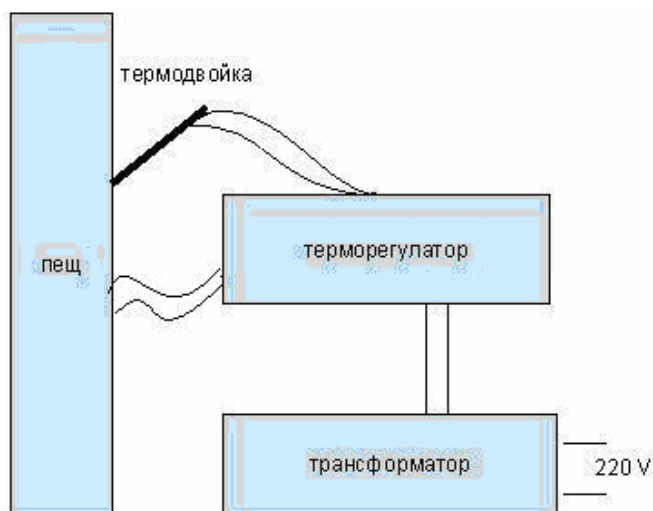 термодвойка
терморегулатор
пещ
трансформатор
220 V